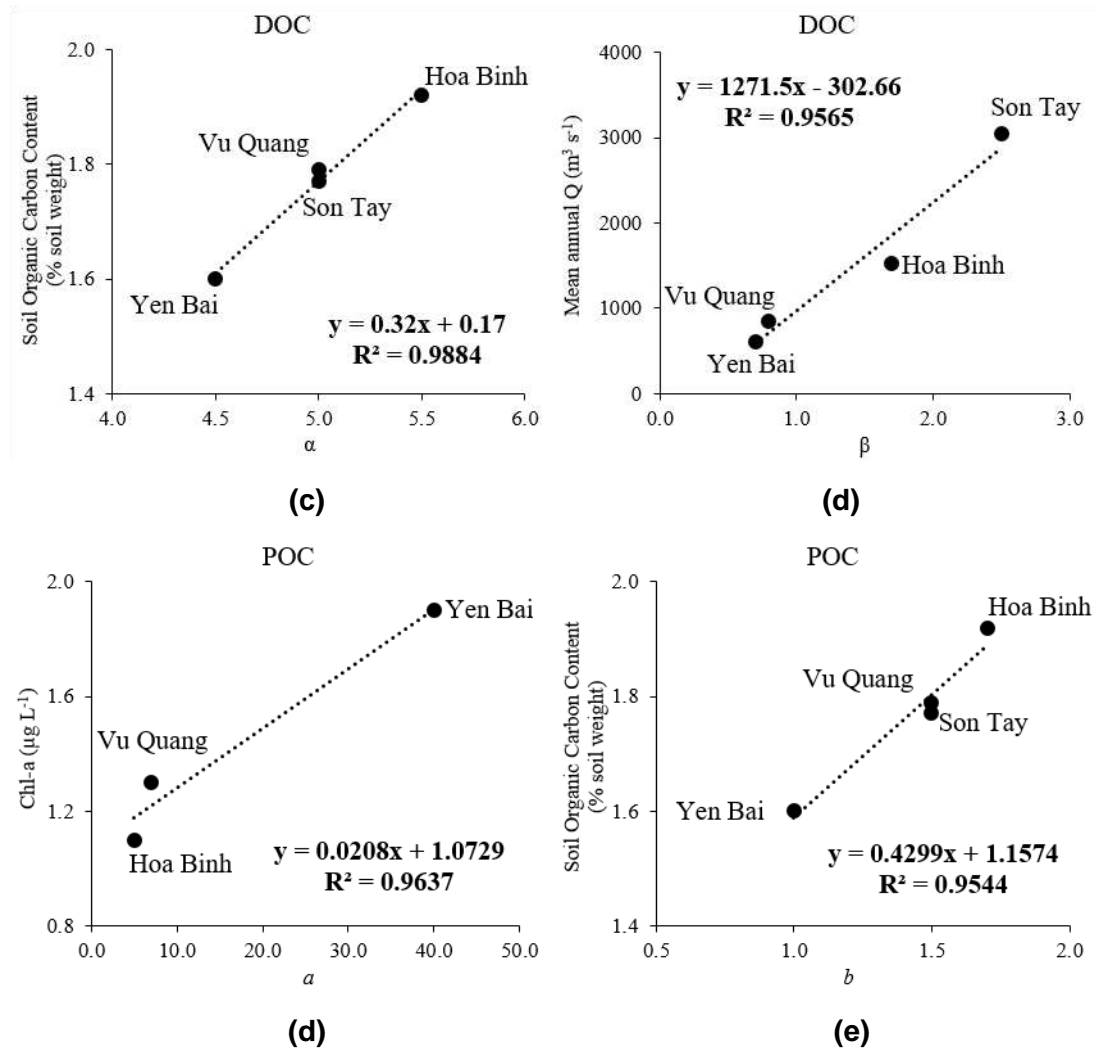 DOC
Soil Organic Carbon Content
(% soil weight)
2.0
1.8
1.6
1.4
4.0 4.5 5.0 5.5 6.0
α
Hoa Binh
Vu Quang
Son Tay
Yen Bai
y = 0.32x + 0.17
R² = 0.9884
(c)
DOC
Mean annual Q (m³ s⁻¹)
4000
3000
2000
1000
0
0.0 1.0 2.0 3.0
β
y = 1271.5x - 302.66
R² = 0.9565
Son Tay
Hoa Binh
Vu Quang
Yen Bai
(d)
POC
Chl-a (µg L⁻¹)
2.0
1.6
1.2
0.8
0.0 10.0 20.0 30.0 40.0 50.0
a
Yen Bai
Vu Quang
Hoa Binh
y = 0.0208x + 1.0729
R² = 0.9637
(d)
POC
Soil Organic Carbon Content
(% soil weight)
2.0
1.8
1.6
1.4
0.5 1.0 1.5 2.0
b
Hoa Binh
Vu Quang
Son Tay
Yen Bai
y = 0.4299x + 1.1574
R² = 0.9544
(e)